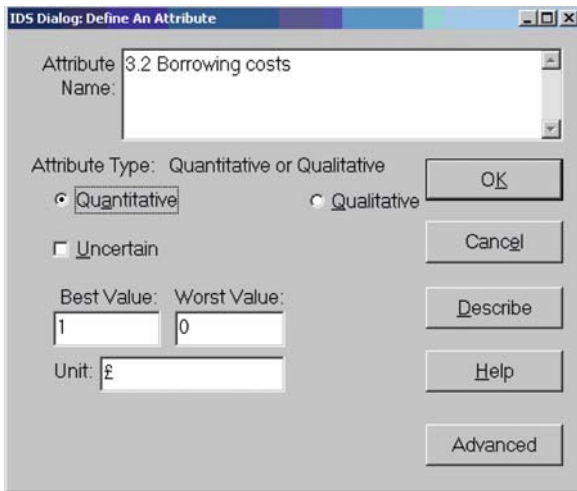 IDS Dialog: Define An Attribute
Attribute Name:
3.2 Borrowing costs
Attribute Type: Quantitative or Qualitative
Quantitative
Qualitative
OK
Uncertain
Cancel
Best Value: Worst Value:
1 0
Describe
Unit: £
Help
Advanced